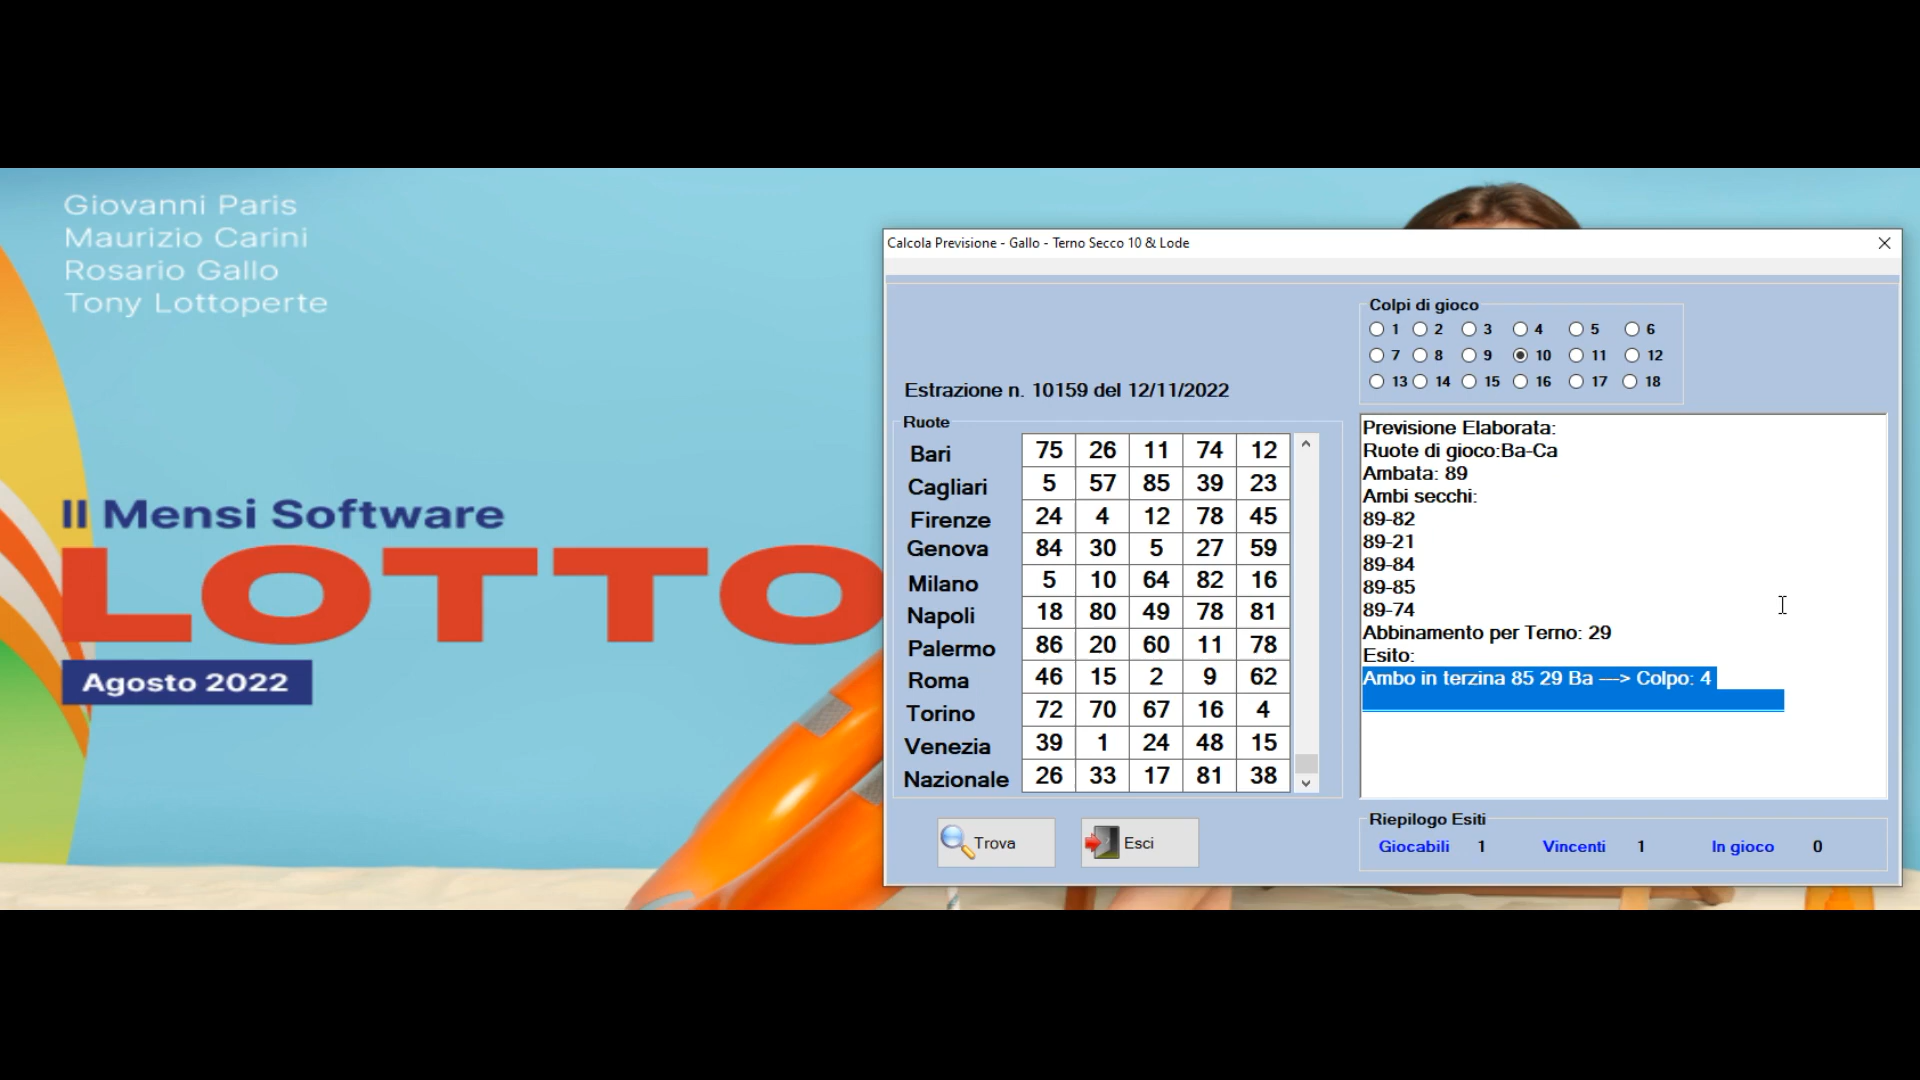 Giovanni Paris
Maurizio Carini
Rosario Gallo
Tony Lottoperte
Il Mensi Software
LOTTO
Agosto 2022
Calcola Previsione - Gallo - Terno Secco 10 & Lode
Estrazione n. 10159 del 12/11/2022
Ruote
Bari 75 26 11 74 12
Cagliari 5 57 85 39 23
Firenze 24 4 12 78 45
Genova 84 30 5 27 59
Milano 5 10 64 82 16
Napoli 18 80 49 78 81
Palermo 86 20 60 11 78
Roma 46 15 2 9 62
Torino 72 70 67 16 4
Venezia 39 1 24 48 15
Nazionale 26 33 17 81 38
Trova
Esci
Colpi di gioco
1 2 3 4 5 6
7 8 9 10 11 12
13 14 15 16 17 18
Previsione Elaborata:
Ruote di gioco:Ba-Ca
Ambata: 89
Ambi secchi:
89-82
89-21
89-84
89-85
89-74
Abbinamento per Terno: 29
Esito:
Ambo in terzina 85 29 Ba ---> Colpo: 4
Riepilogo Esiti
Giocabili 1 Vincenti 1 In gioco 0